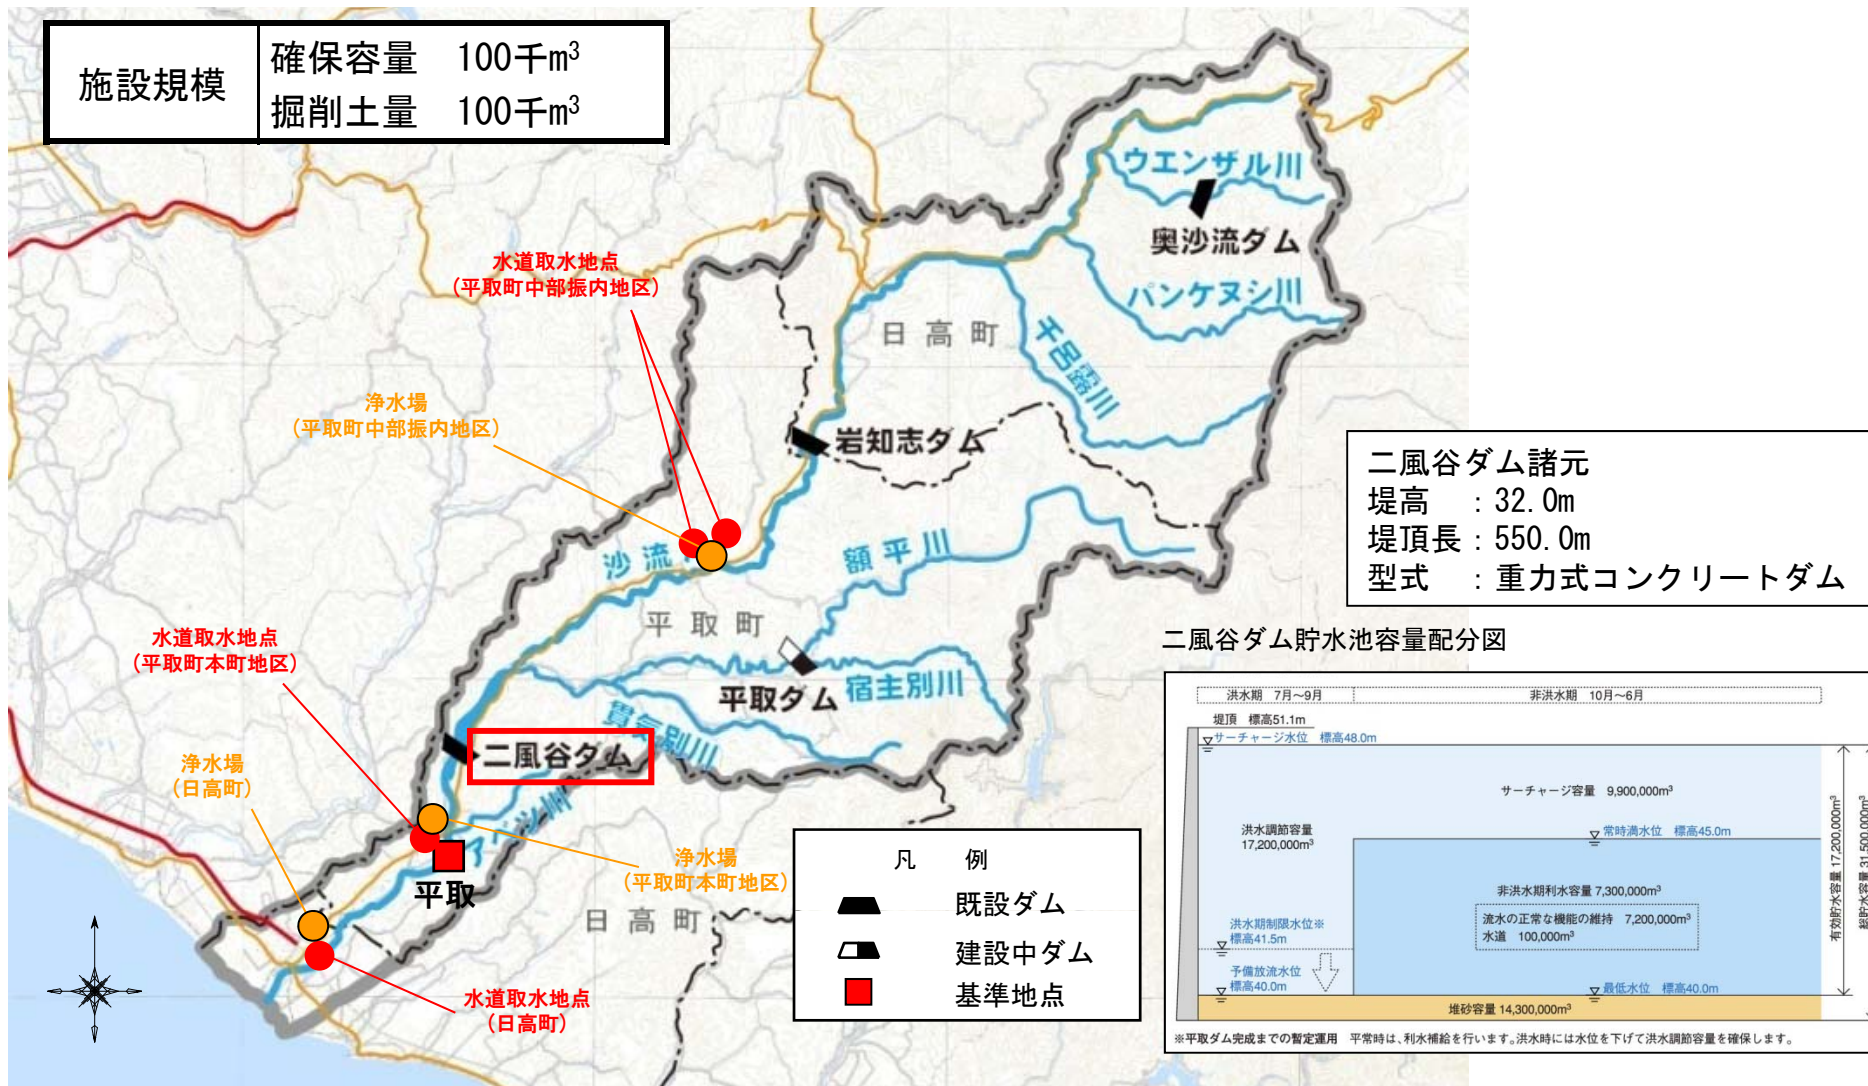 施設規模
確保容量 100千m³
掘削土量 100千m³
ウエンザル川
奥沙流ダム
水道取水地点
(平取町中部振内地区)
パンケヌシ川
日高町
千呂露川
浄水場
(平取町中部振内地区)
岩知志ダム
二風谷ダム諸元
堤高 : 32.0m
堤頂長 : 550.0m
型式 : 重力式コンクリートダム
沙流
額平川
平取町
水道取水地点
(平取町本町地区)
平取ダム
宿主別川
貫気別川
二風谷ダム
浄水場
(日高町)
浄水場
(平取町本町地区)
平取
日高町
水道取水地点
(日高町)
凡 例
既設ダム
建設中ダム
基準地点
二風谷ダム貯水池容量配分図
洪水期 7月~9月
非洪水期 10月~6月
堤頂 標高51.1m
サーチャージ水位 標高48.0m
サーチャージ容量 9,900,000m³
洪水調節容量
17,200,000m³
常時満水位 標高45.0m
非洪水期利水容量 7,300,000m³
流水の正常な機能の維持 7,200,000m³
水道 100,000m³
洪水期制限水位※
標高41.5m
予備放流水位
標高40.0m
最低水位 標高40.0m
堆砂容量 14,300,000m³
有効貯水容量 17,200,000m³
総貯水容量 31,500,000m³
※平取ダム完成までの暫定運用 平常時は、利水補給を行います。洪水時には水位を下げて洪水調節容量を確保します。